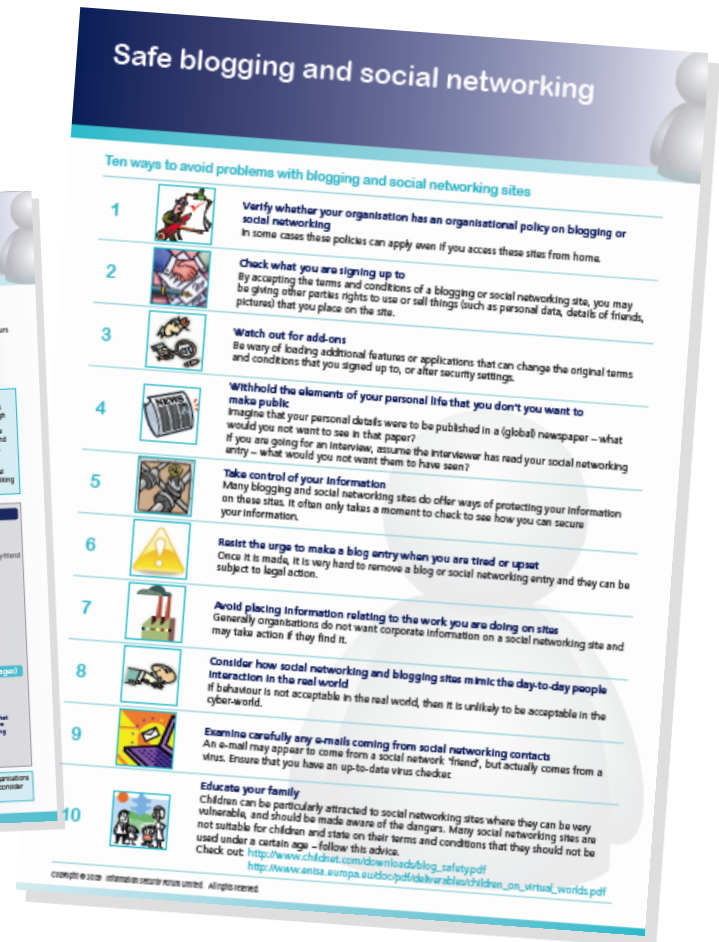 Safe blogging and social networking
Ten ways to avoid problems with blogging and social networking sites
1
Verify whether your organisation has an organisational policy on blogging or
social networking
In some cases these policies can apply even if you access these sites from home.
2
Check what you are signing up to
By accepting the terms and conditions of a blogging or social networking site, you may
be giving other parties rights to use or sell things (such as personal data, details of friends,
pictures) that you place on the site.
3
Watch out for add-ons
Be wary of loading additional features or applications that can change the original terms
and conditions that you signed up to, or after security settings.
4
NEWS
Withhold the elements of your personal life that you don't you want to
make public
Imagine that your personal details were to be published in a (global) newspaper – what
would you not want to see in that paper?
If you are going for an interview, assume the interviewer has read your social networking
entry – what would you not want them to have seen?
5
Take control of your information
Many blogging and social networking sites do offer ways of protecting your information
on these sites. It often only takes a moment to check to see how you can secure
your information.
6
Resist the urge to make a blog entry when you are tired or upset
Once it is made, it is very hard to remove a blog or social networking entry and they can be
subject to legal action.
7
Avoid placing information relating to the work you are doing on sites
Generally organisations do not want corporate information on a social networking site and
may take action if they find it.
8
Consider how social networking and blogging sites mimic the day-to-day people
interaction in the real world
If behaviour is not acceptable in the real world, then it is unlikely to be acceptable in the
cyber-world.
9
Examine carefully any e-mails coming from social networking contacts
An e-mail may appear to come from a social network 'friend', but actually comes from a
virus. Ensure that you have an up-to-date virus checker.
10
Educate your family
Children can be particularly attracted to social networking sites where they can be very
vulnerable, and should be made aware of the dangers. Many social networking sites are
not suitable for children and state on their terms and conditions that they should not be
used under a certain age – follow this advice.
Check out: http://www.childnet.com/downloads/blog_safety.pdf
http://www.enisa.europa.eu/doc/pdf/deliverables/children_on_virtual_worlds.pdf
Copyright © Information Security Forum Limited. All rights reserved.